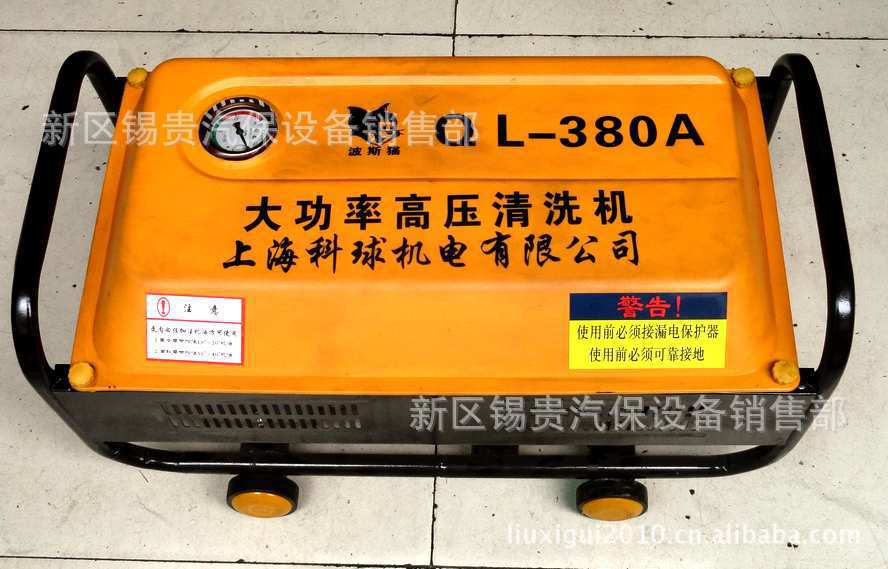 新区锡贵汽保设备销售部
波斯猫
QL-380A
大功率高压清洗机
上海科球机电有限公司
注 意
警告!
使用前必须接漏电保护器
使用前必须可靠接地
新区锡贵汽保设备销售部
liuxigui2010.cn.alibaba.com